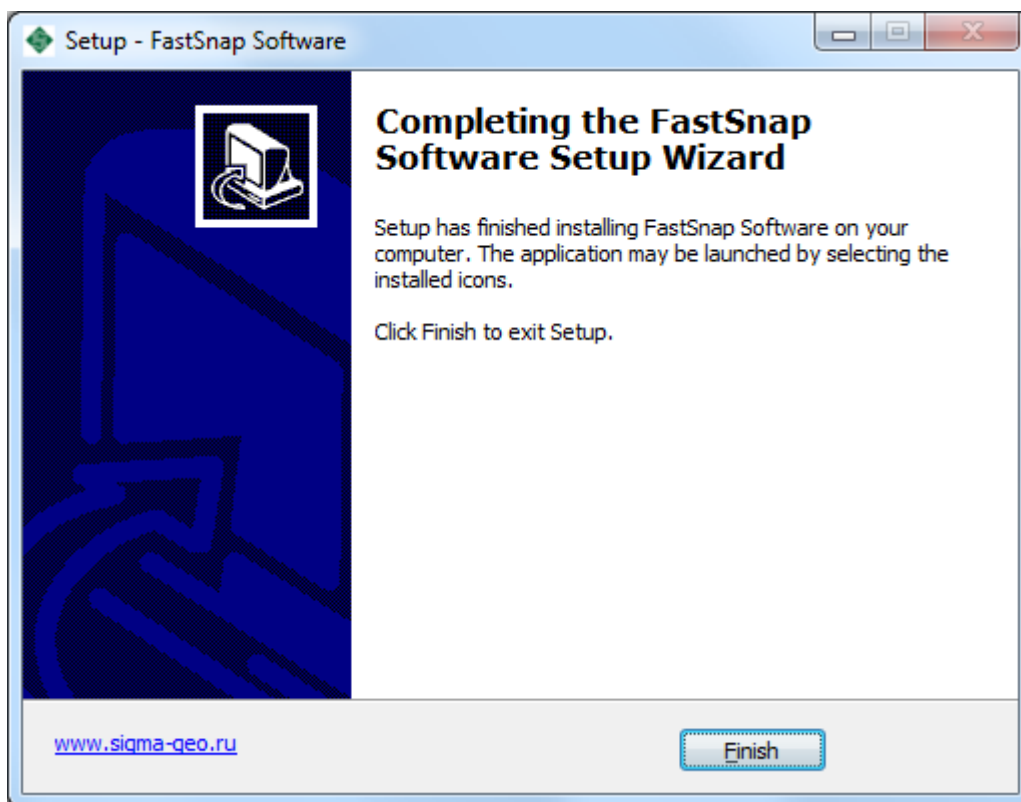 Setup - FastSnap Software
Completing the FastSnap
Software Setup Wizard
Setup has finished installing FastSnap Software on your
computer. The application may be launched by selecting the
installed icons.
Click Finish to exit Setup.
www.sigma-geo.ru
Finish